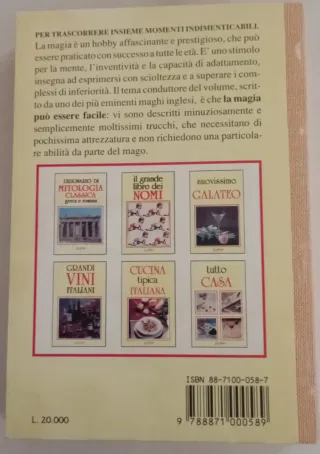 PER TRASCORRERE INSIEME MOMENTI INDIMENTICABILI.
La magia è un hobby affascinante e prestigioso, che può
essere praticato con successo a tutte le età. E' uno stimolo
per la mente, l'inventività e la capacità di adattamento,
insegna ad esprimersi con scioltezza e a superare i com-
plessi di inferiorità. Il tema conduttore del volume, scrit-
to da uno dei più eminenti maghi inglesi, è che la magia
può essere facile: vi sono descritti minuziosamente e
semplicemente moltissimi trucchi, che necessitano di
pochissima attrezzatura e non richiedono una particola-
re abilità da parte del mago.
DIZIONARIO DI
MITOLOGIA
CLASSICA
greca e romana
il grande
libro dei
NOMI
NUOVISSIMO
GALATEO
GRANDI
VINI
ITALIANI
CUCINA
tipica
ITALIANA
tutto
CASA
ISBN 88-7100-058-7
9 788871 000589
L. 20.000